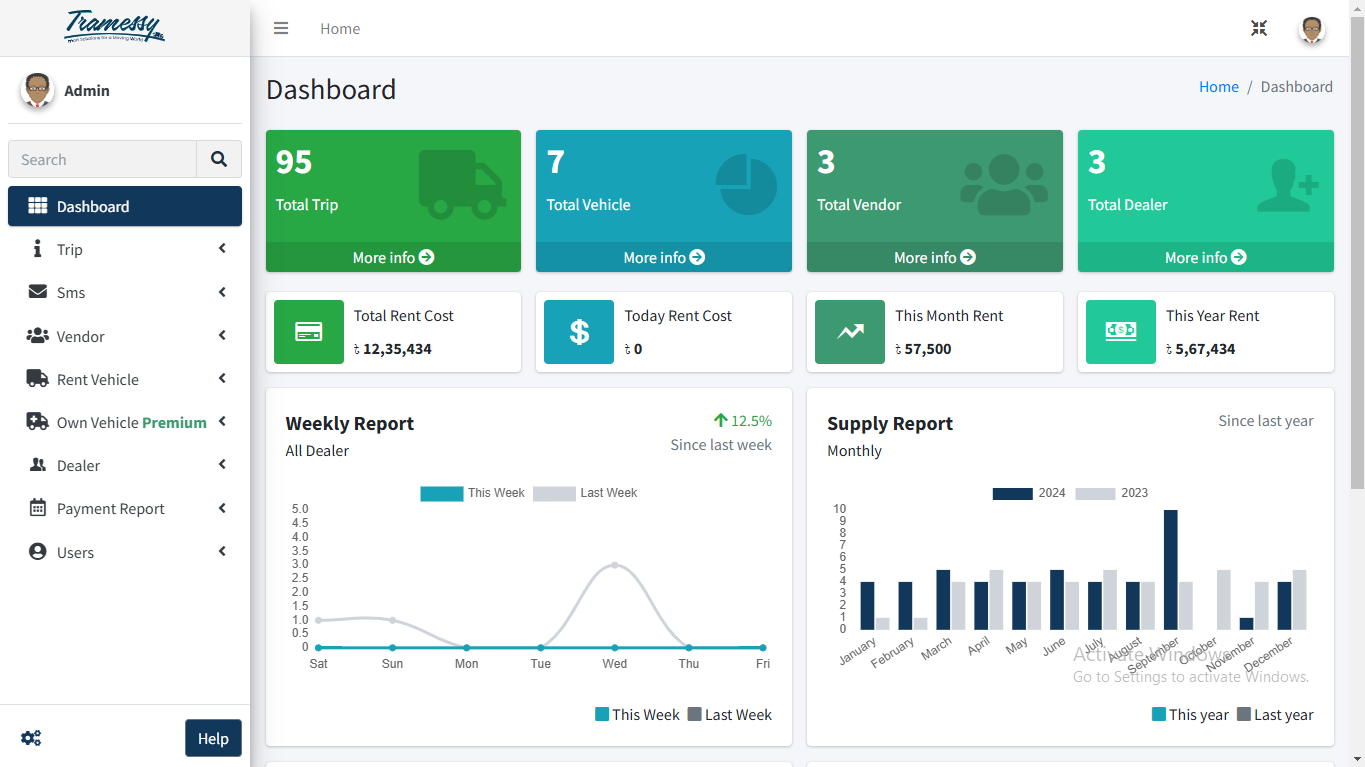 Tramessy
Home
Admin
Search
Dashboard
Trip
Sms
Vendor
Rent Vehicle
Own Vehicle Premium
Dealer
Payment Report
Users
Help
Dashboard
Home / Dashboard
95
Total Trip
More info
7
Total Vehicle
More info
3
Total Vendor
More info
3
Total Dealer
More info
Total Rent Cost
৳ 12,35,434
Today Rent Cost
৳ 0
This Month Rent
৳ 57,500
This Year Rent
৳ 5,67,434
Weekly Report
12.5%
All Dealer
Since last week
This Week Last Week
5.0
4.5
4.0
3.5
3.0
2.5
2.0
1.5
1.0
0.5
0
Sat Sun Mon Tue Wed Thu Fri
This Week Last Week
Supply Report
Since last year
Monthly
2024 2023
10
9
8
7
6
5
4
3
2
1
0
January February March April May June July August September October November December
Activate Windows
Go to Settings to activate Windows.
This year Last year